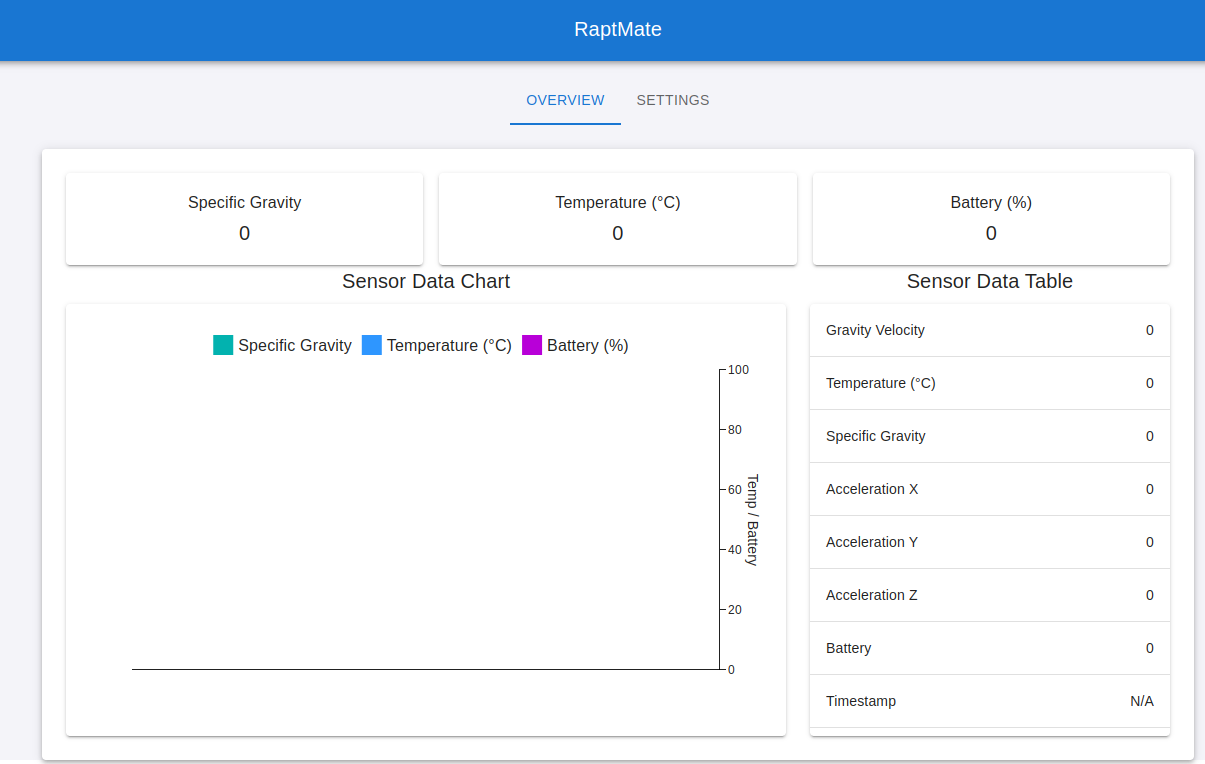 RaptMate
OVERVIEW SETTINGS
Specific Gravity
0
Temperature (°C)
0
Battery (%)
0
Sensor Data Chart
Specific Gravity Temperature (°C) Battery (%)
100
80
60
40
20
0
Temp / Battery
Sensor Data Table
Gravity Velocity 0
Temperature (°C) 0
Specific Gravity 0
Acceleration X 0
Acceleration Y 0
Acceleration Z 0
Battery 0
Timestamp N/A